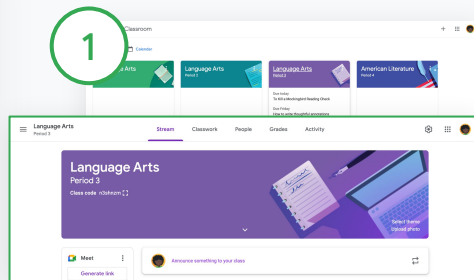 1
Classroom
Calendar
Language Arts
Period 2
Language Arts
Period 3
American Literature
Period 4
Due today
To Kill a Mockingbird Reading Check
Due Friday
How to write thoughtful annotations
Language Arts
Period 3
Stream
Classwork
People
Grades
Activity
Language Arts
Period 3
Class code
Select theme
Upload photo
Meet
Generate link
Announce something to your class